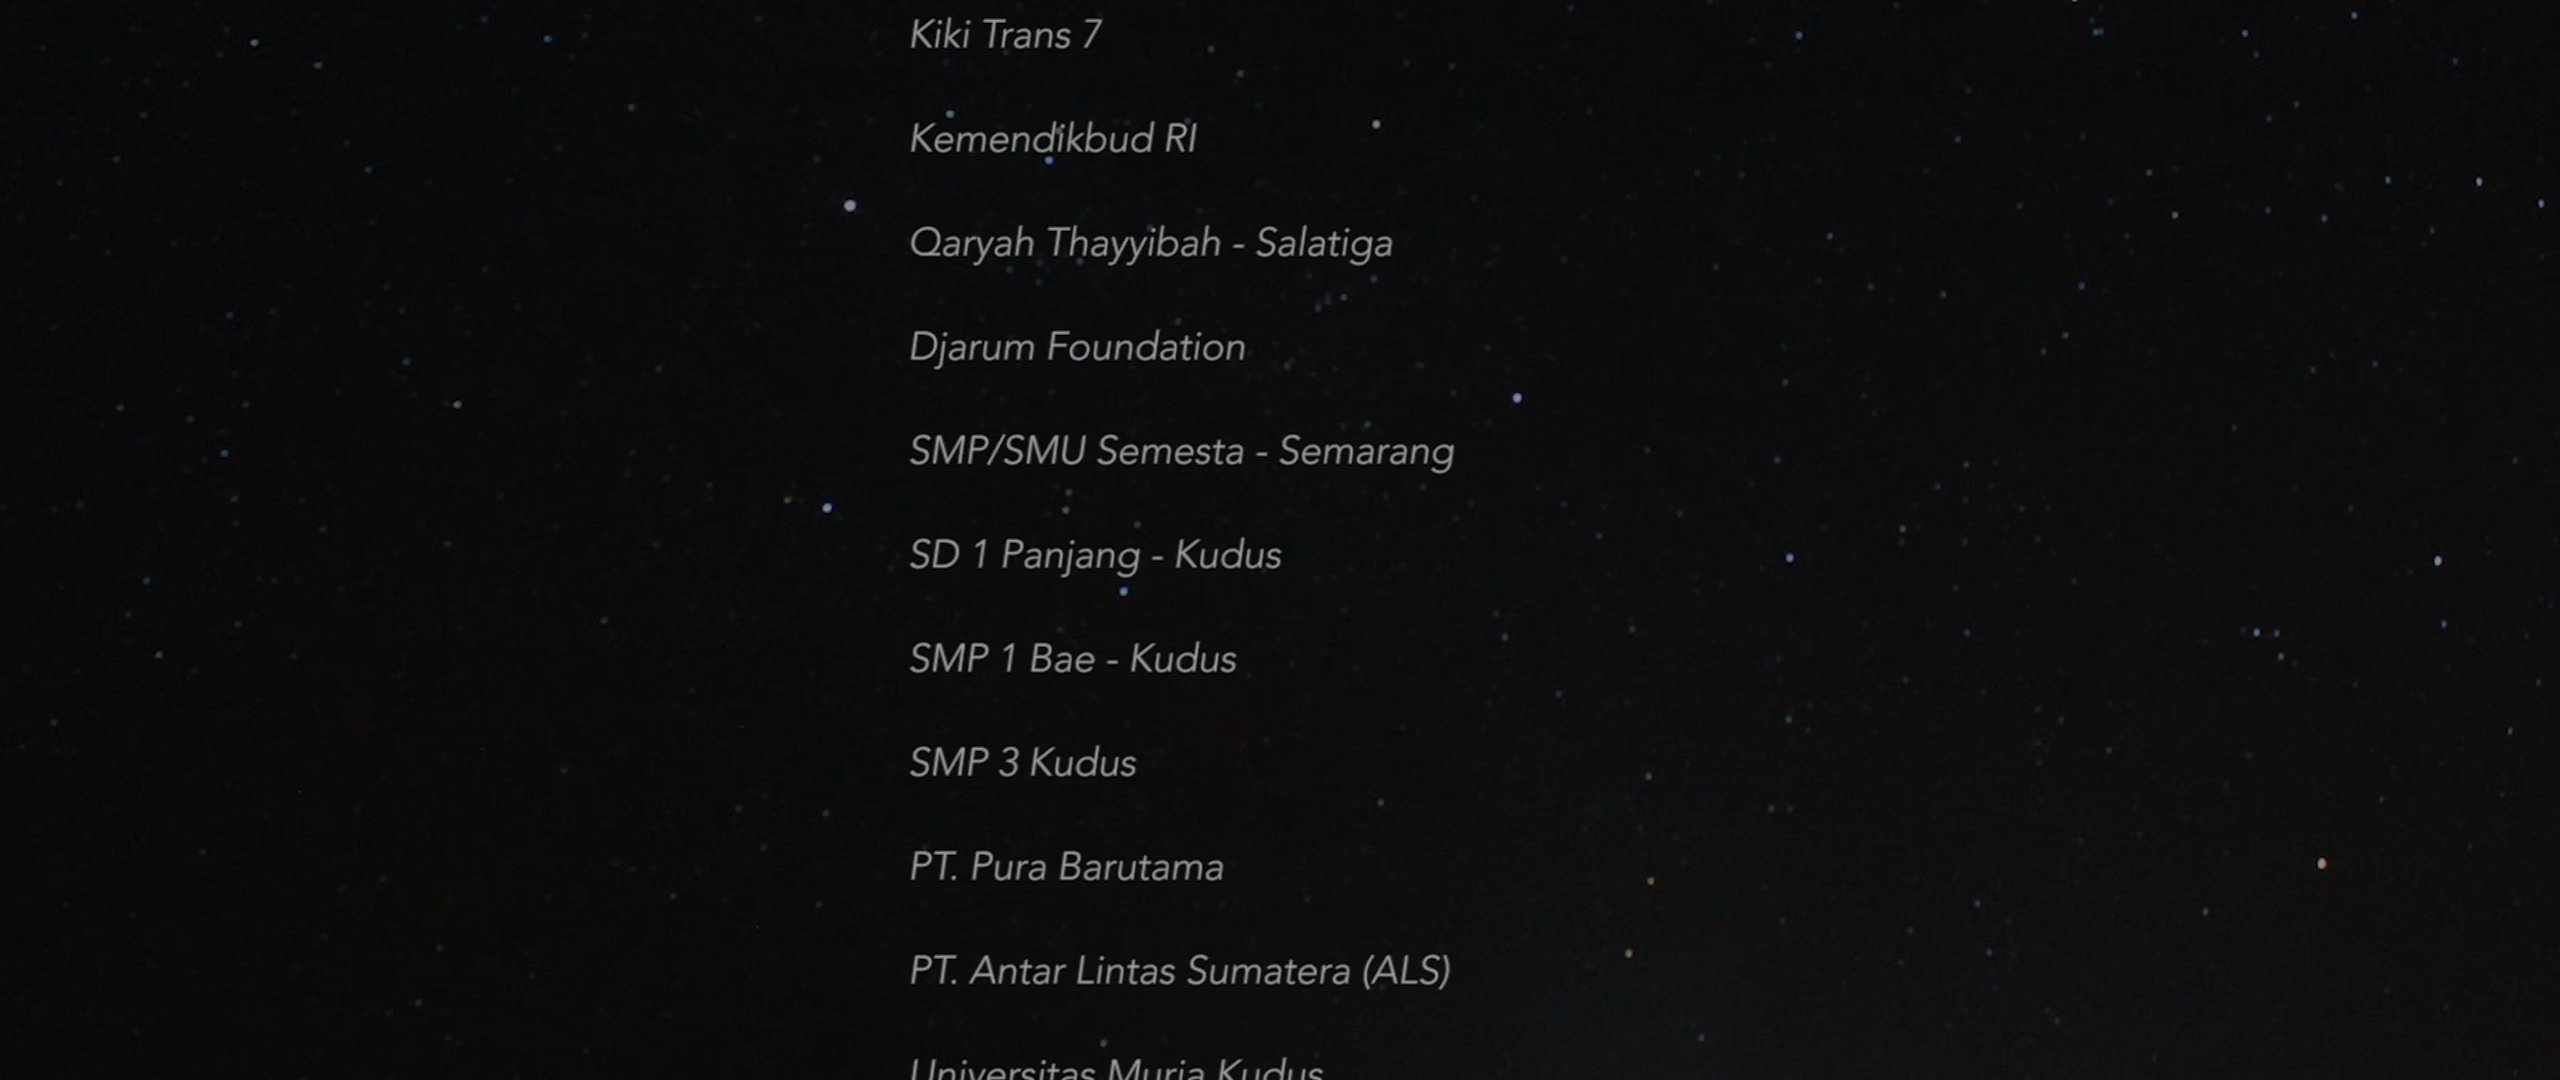 Kiki Trans 7
Kemendikbud RI
Qaryah Thayyibah - Salatiga
Djarum Foundation
SMP/SMU Semesta - Semarang
SD 1 Panjang - Kudus
SMP 1 Bae - Kudus
SMP 3 Kudus
PT. Pura Barutama
PT. Antar Lintas Sumatera (ALS)
Universitas Muria Kudus